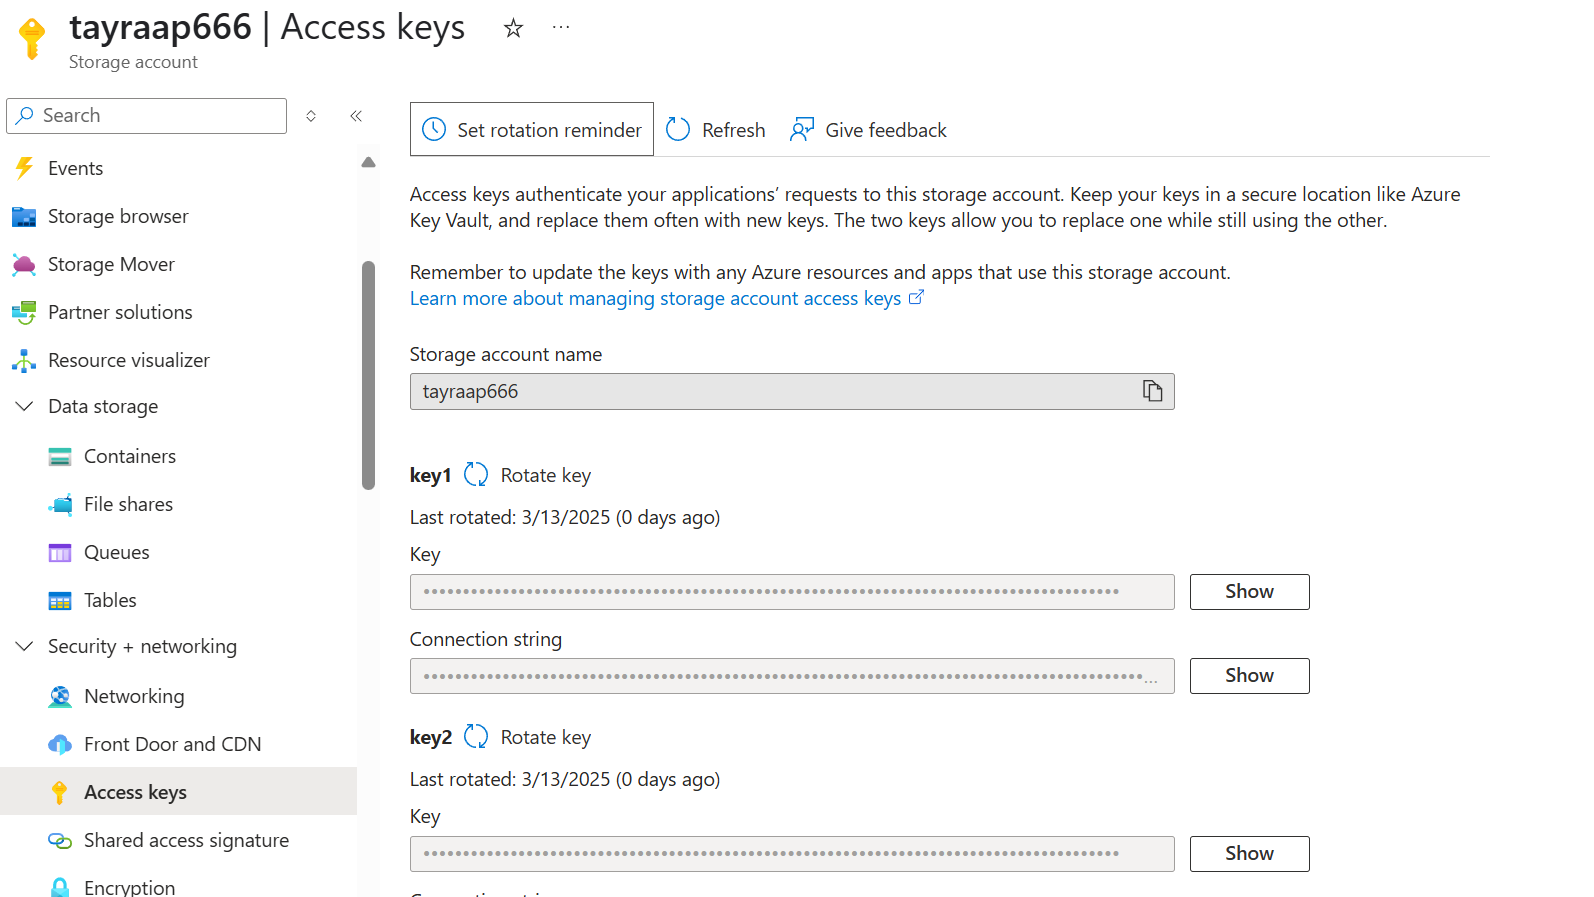 tayraap666 | Access keys
Storage account
Search
Events
Storage browser
Storage Mover
Partner solutions
Resource visualizer
Data storage
Containers
File shares
Queues
Tables
Security + networking
Networking
Front Door and CDN
Access keys
Shared access signature
Encryption
Set rotation reminder
Refresh
Give feedback
Access keys authenticate your applications’ requests to this storage account. Keep your keys in a secure location like Azure
Key Vault, and replace them often with new keys. The two keys allow you to replace one while still using the other.
Remember to update the keys with any Azure resources and apps that use this storage account.
Learn more about managing storage account access keys
Storage account name
tayraap666
key1 Rotate key
Last rotated: 3/13/2025 (0 days ago)
Key
Show
Connection string
Show
key2 Rotate key
Last rotated: 3/13/2025 (0 days ago)
Key
Show